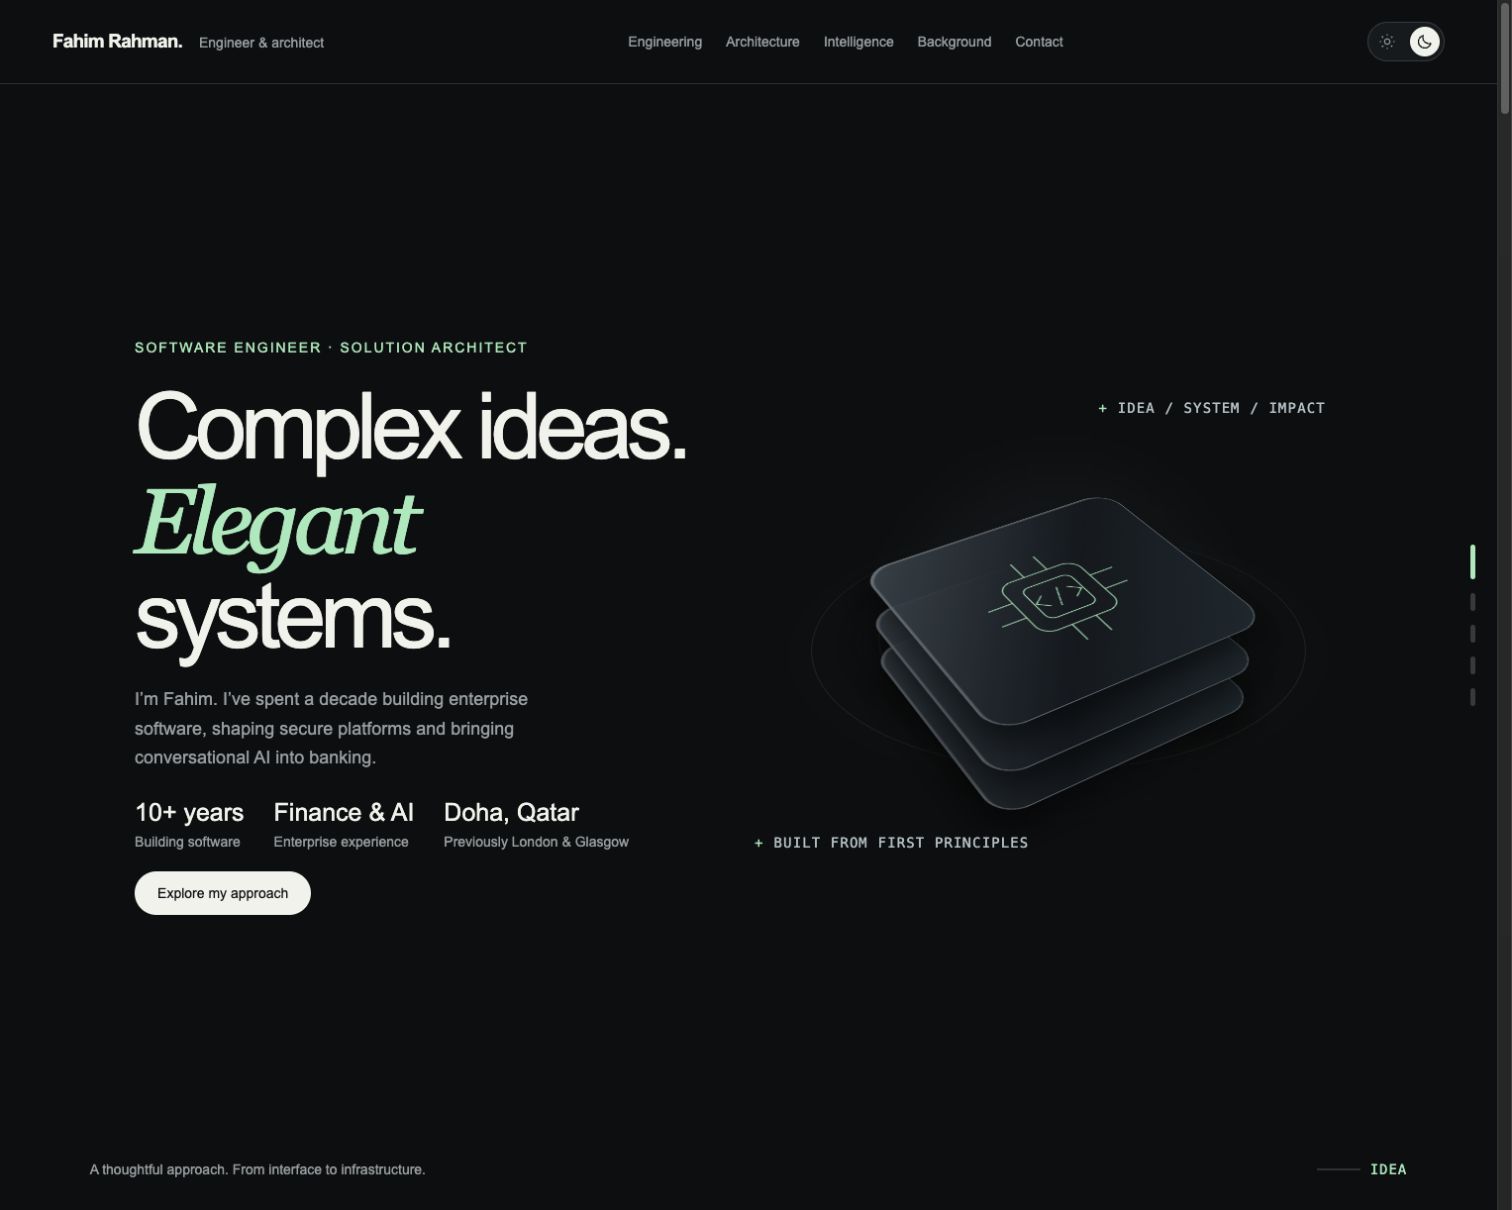 Fahim Rahman. Engineer & architect
Engineering Architecture Intelligence Background Contact
SOFTWARE ENGINEER · SOLUTION ARCHITECT
Complex ideas.
Elegant
systems.
I'm Fahim. I've spent a decade building enterprise
software, shaping secure platforms and bringing
conversational AI into banking.
10+ years
Building software
Finance & AI
Enterprise experience
Doha, Qatar
Previously London & Glasgow
Explore my approach
+ IDEA / SYSTEM / IMPACT
</>
+ BUILT FROM FIRST PRINCIPLES
A thoughtful approach. From interface to infrastructure.
IDEA